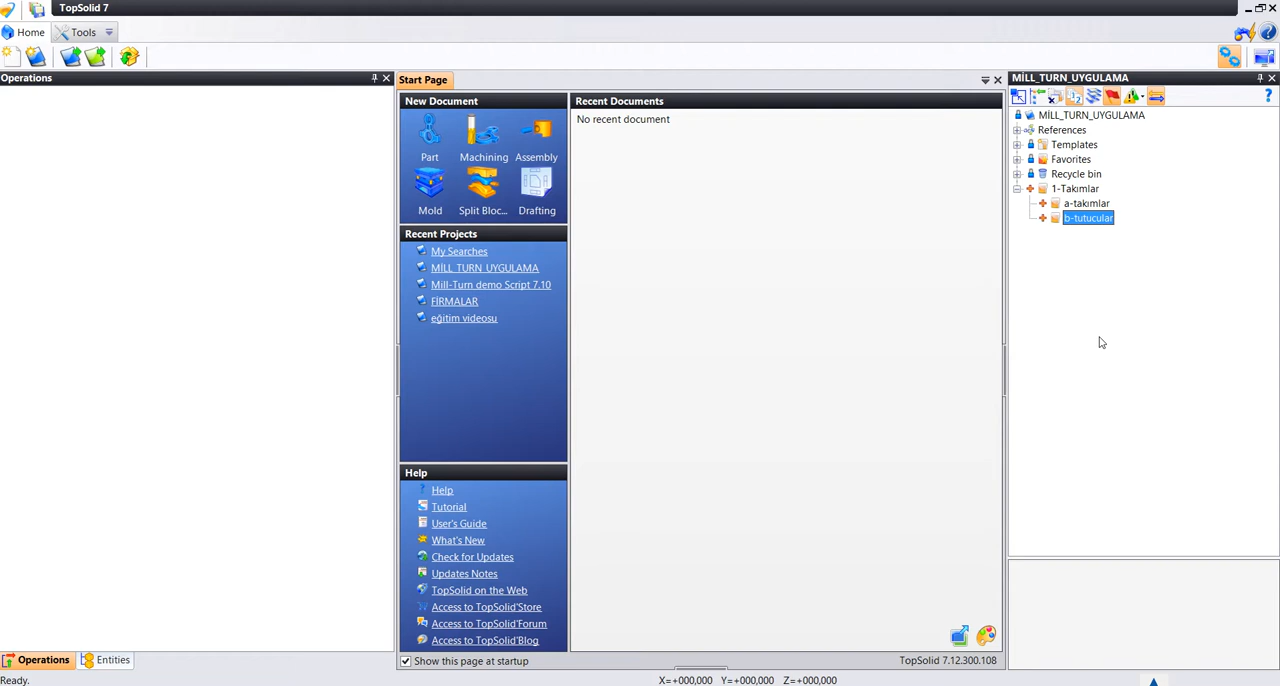 TopSolid 7
Home
Tools
Operations
Start Page
New Document
Part
Machining
Assembly
Mold
Split Bloc...
Drafting
Recent Projects
My Searches
MİLL_TURN_UYGULAMA
Mill-Turn demo Script 7.10
FİRMALAR
eğitim videosu
Help
Help
Tutorial
User's Guide
What's New
Check for Updates
Updates Notes
TopSolid on the Web
Access to TopSolid'Store
Access to TopSolid'Forum
Access to TopSolid'Blog
Show this page at startup
Recent Documents
No recent document
TopSolid 7.12.300.108
MİLL_TURN_UYGULAMA
MİLL_TURN_UYGULAMA
References
Templates
Favorites
Recycle bin
1-Takımlar
a-takımlar
b-tutucular
Operations
Entities
Ready.
X=+000,000 Y=+000,000 Z=+000,000